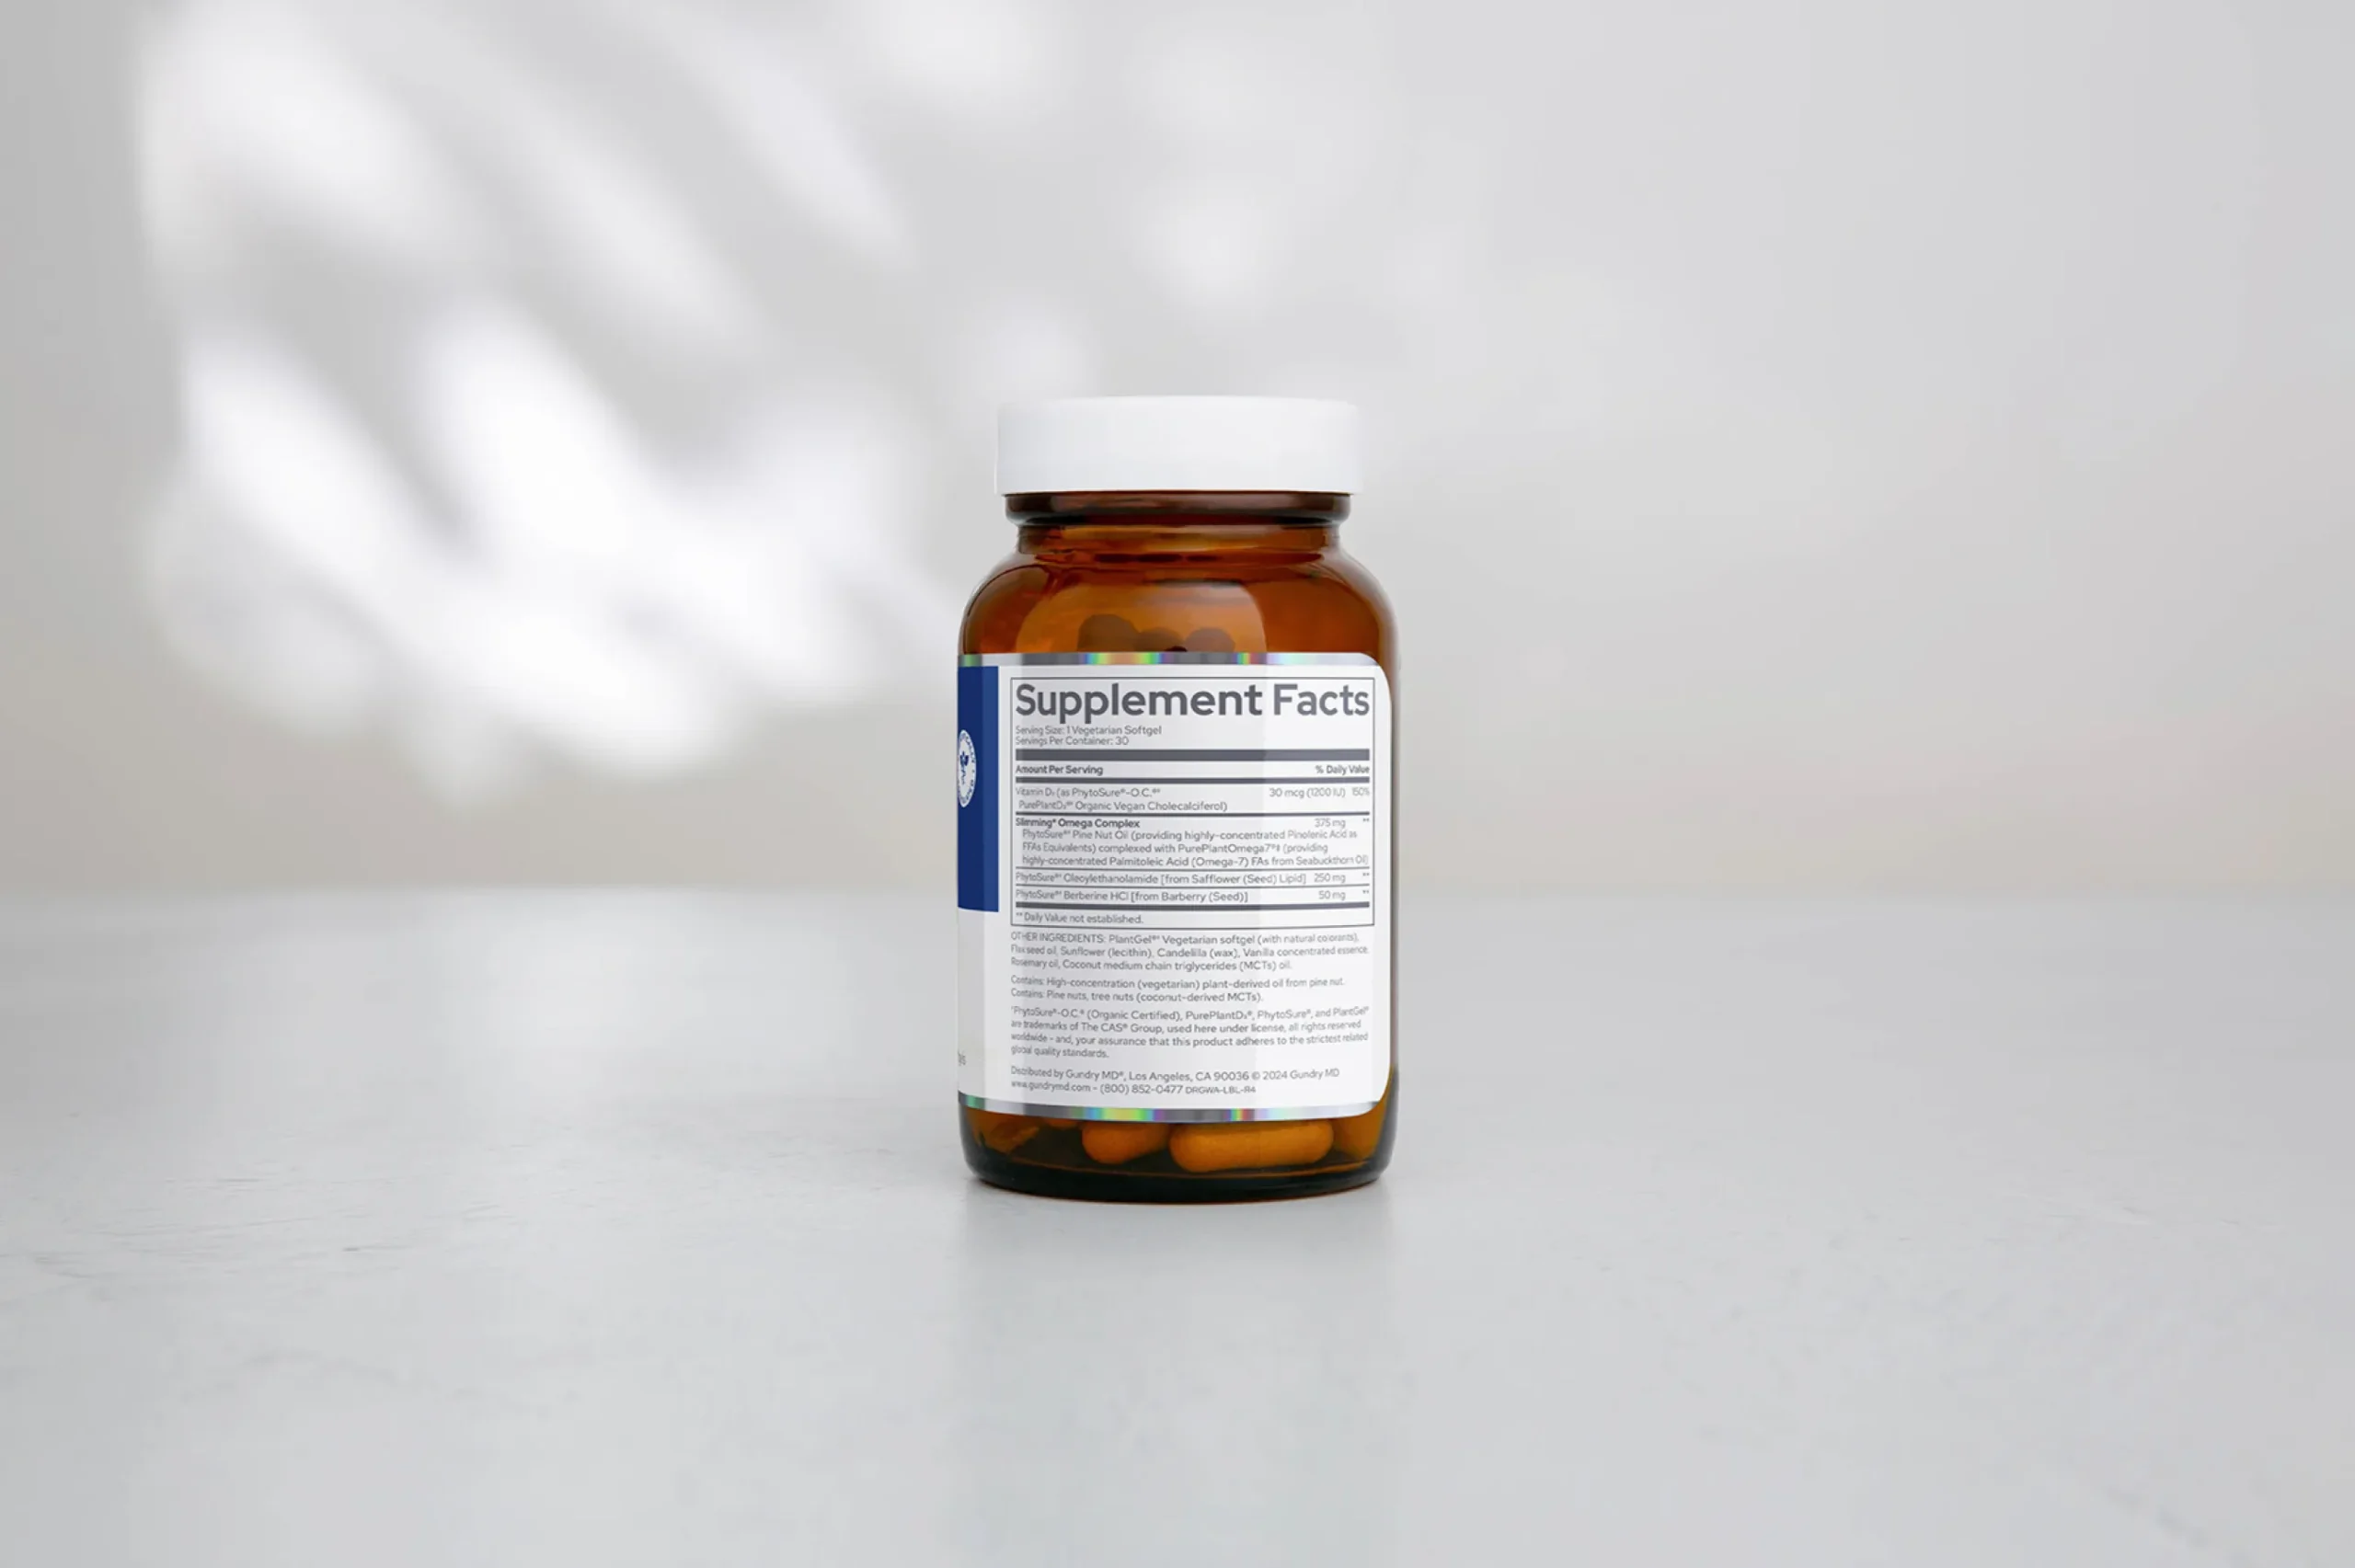 Supplement Facts
Serving Size: 1 Vegetarian Softgel
Servings Per Container: 30
Amount Per Serving % Daily Value
Vitamin D₃ (as PhytoSure®-O.C.®* 30 mcg (1200 IU) 150%
PurePlantD₃®* Organic Vegan Cholecalciferol)
Slimming* Omega Complex 375 mg **
PhytoSure®* Pine Nut Oil (providing highly-concentrated Pinolenic Acid as
FFAs Equivalents) complexed with PurePlantOmega7®‡ (providing
highly-concentrated Palmitoleic Acid (Omega-7) FAs from Seabuckthorn Oil)
PhytoSure®* Oleoylethanolamide [from Safflower (Seed) Lipid] 250 mg **
PhytoSure®* Berberine HCl [from Barberry (Seed)] 50 mg **
** Daily Value not established.
OTHER INGREDIENTS: PlantGel®* Vegetarian softgel (with natural colorants),
Flax seed oil, Sunflower (lecithin), Candelilla (wax), Vanilla concentrated essence,
Rosemary oil, Coconut medium chain triglycerides (MCTs) oil.
Contains: High-concentration (vegetarian) plant-derived oil from pine nut.
Contains: Pine nuts, tree nuts (coconut-derived MCTs).
*PhytoSure®-O.C.® (Organic Certified), PurePlantD₃®, PhytoSure®, and PlantGel®
are trademarks of The CAS® Group, used here under license, all rights reserved
worldwide - and, your assurance that this product adheres to the strictest related
global quality standards.
Distributed by Gundry MD®, Los Angeles, CA 90036 © 2024 Gundry MD
www.gundrymd.com - (800) 852-0477 DRGWA-LBL-R4